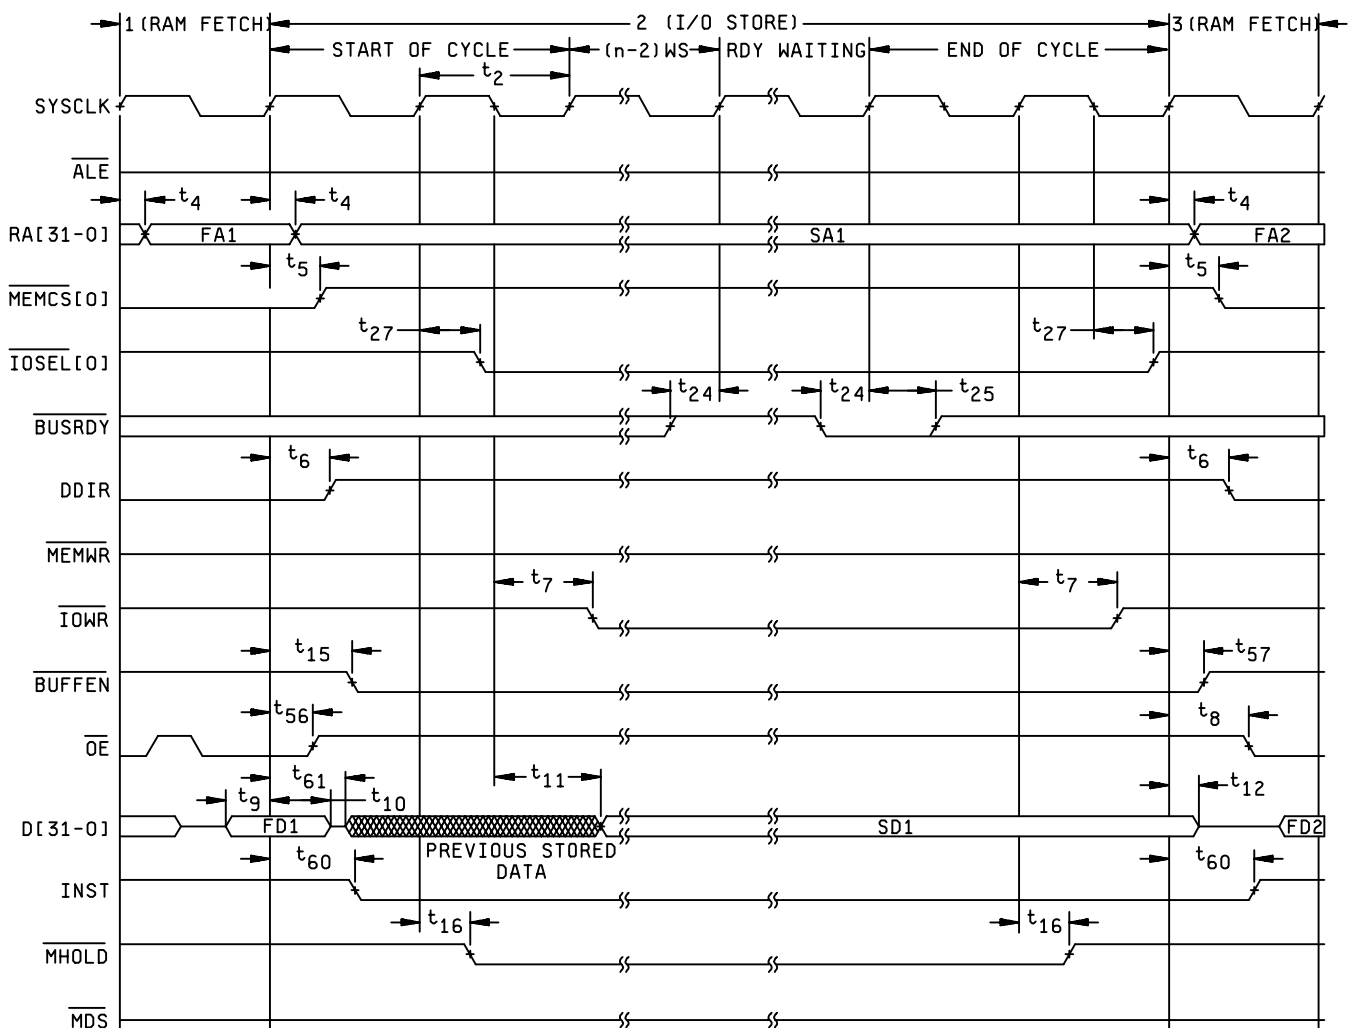 1(RAM FETCH) 2 (I/O STORE) 3(RAM FETCH)
START OF CYCLE (n-2)WS RDY WAITING END OF CYCLE
t2
SYSCLK
ALE
t4 t4 t4
RA[31-0] FA1 SA1 FA2
t5 t5
MEMCS[0]
t27 t27
IOSEL[0]
t24 t24 t25
BUSRDY
t6 t6
DDIR
MEMWR
t7 t7
IOWR
t15 t57
BUFFEN
t56 t8
OE
t61 t11
t9 t10 t12
D[31-0] FD1 SD1 FD2
PREVIOUS STORED
DATA
t60 t60
INST
t16 t16
MHOLD
MDS